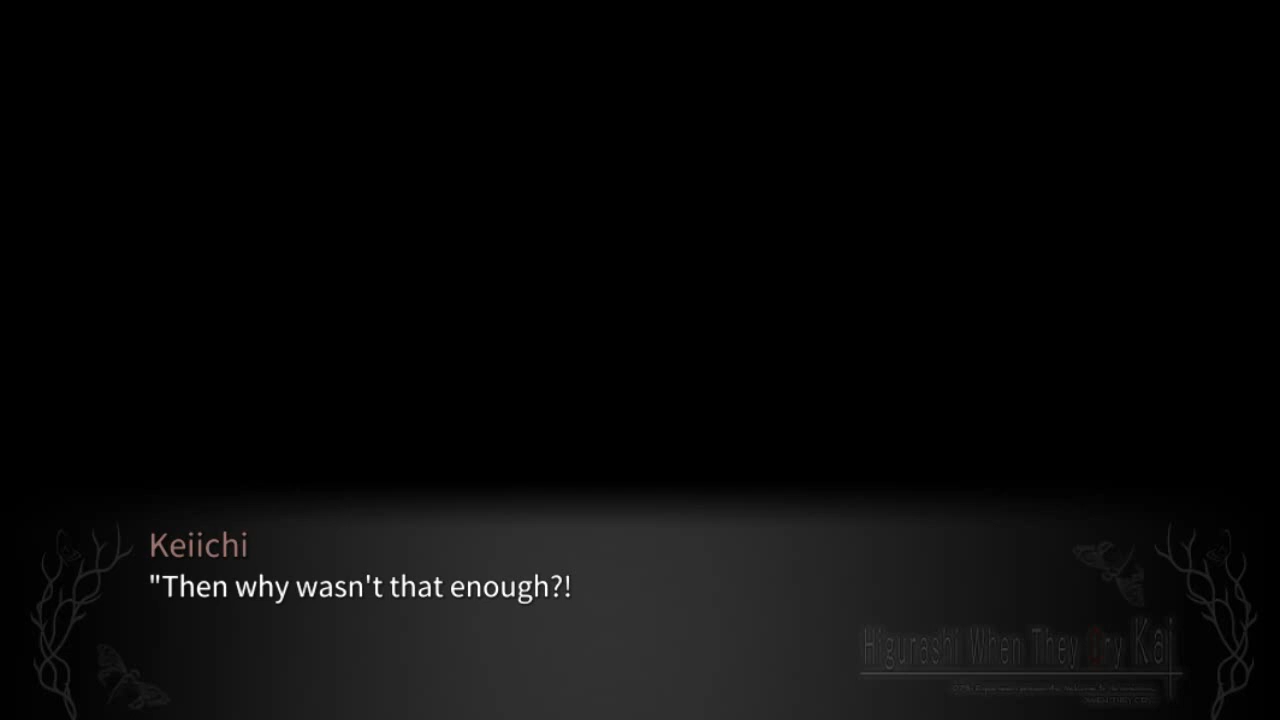 Keiichi
"Then why wasn't that enough?!
Higurashi When They Cry Kai